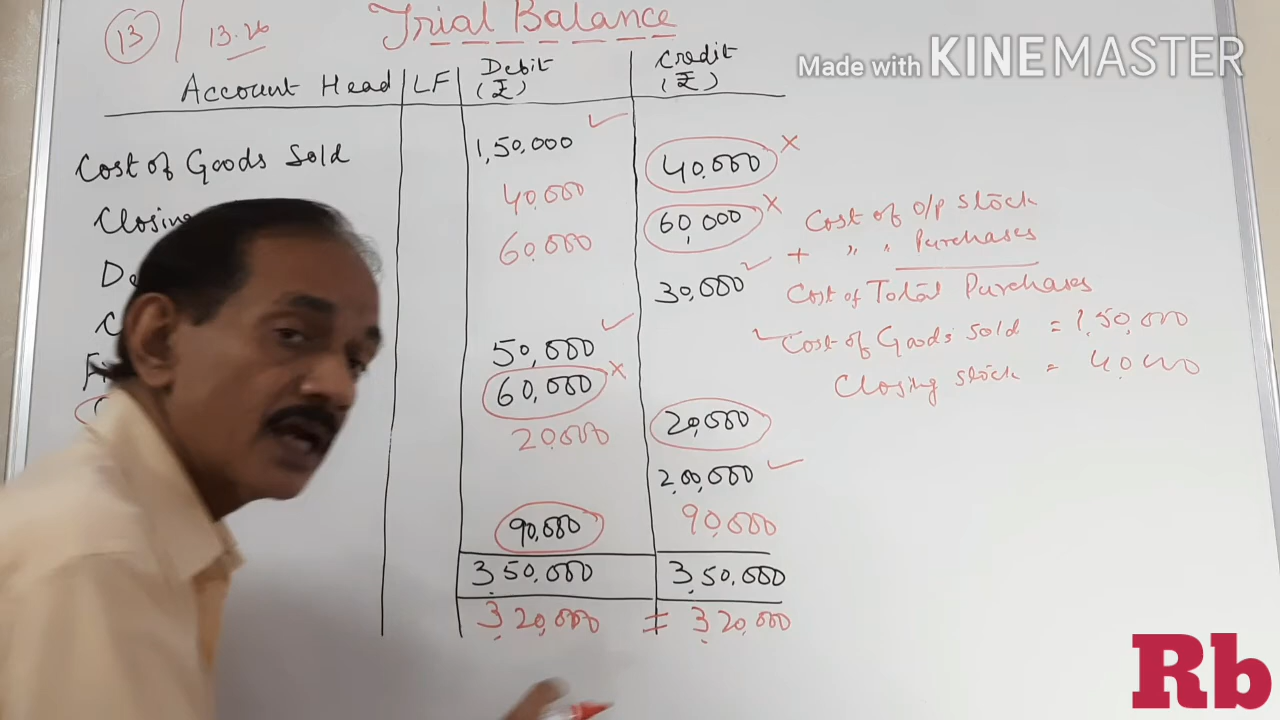 13 13.26 Trial Balance
Made with KINEMASTER
Account Head LF Debit (₹) Credit (₹)
Cost of Goods Sold 1,50,000 ✓ 40,000 ×
Closing 40,000 60,000 ×
De 60,000 30,000 ✓
50,000 ✓
60,000 × 20,000
20,000 2,00,000 ✓
90,000 90,000
3,50,000 3,50,000
3,20,000 = 3,20,000
Cost of O/p Stock
+ " " Purchases
Cost of Total Purchases
✓ Cost of Goods Sold = 1,50,000
Closing Stock = 40,000
Rb